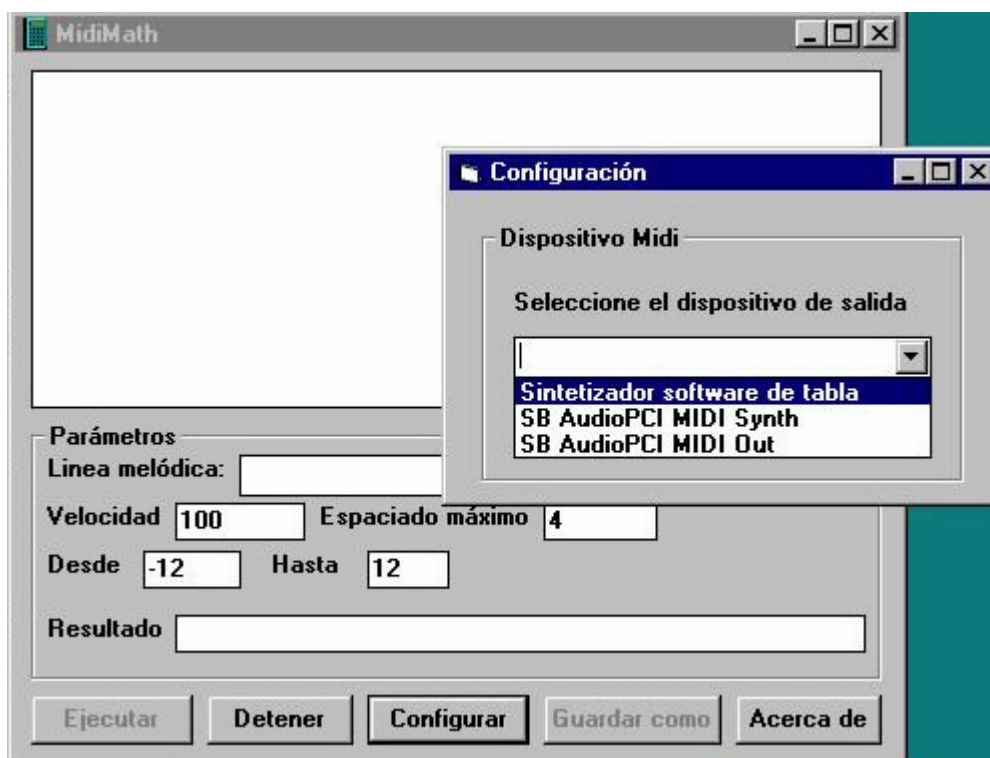 MidiMath
Configuración
Dispositivo Midi
Seleccione el dispositivo de salida
Sintetizador software de tabla
SB AudioPCI MIDI Synth
SB AudioPCI MIDI Out
Parámetros
Linea melódica:
Velocidad 100 Espaciado máximo 4
Desde -12 Hasta 12
Resultado
Ejecutar Detener Configurar Guardar como Acerca de